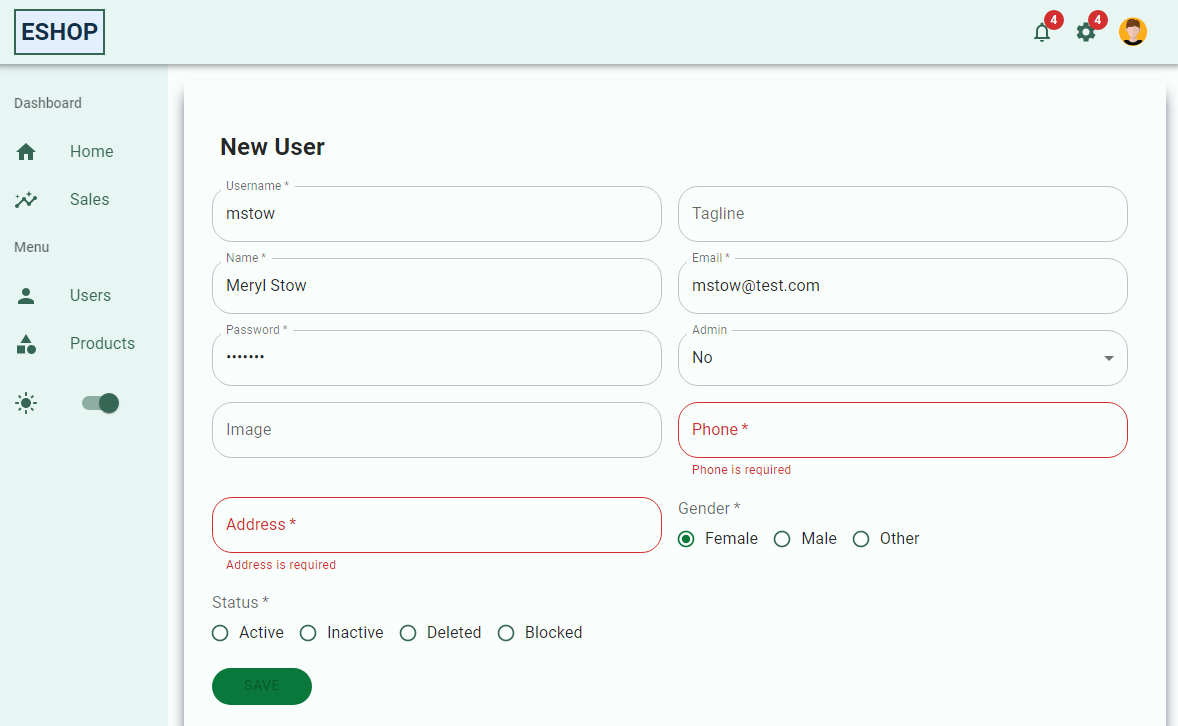 ESHOP
4
4
Dashboard
Home
Sales
Menu
Users
Products
New User
Username *
mstow
Tagline
Name *
Meryl Stow
Email *
mstow@test.com
Password *
•••••••
Admin
No
Image
Phone *
Phone is required
Address *
Address is required
Gender *
Female Male Other
Status *
Active Inactive Deleted Blocked
SAVE